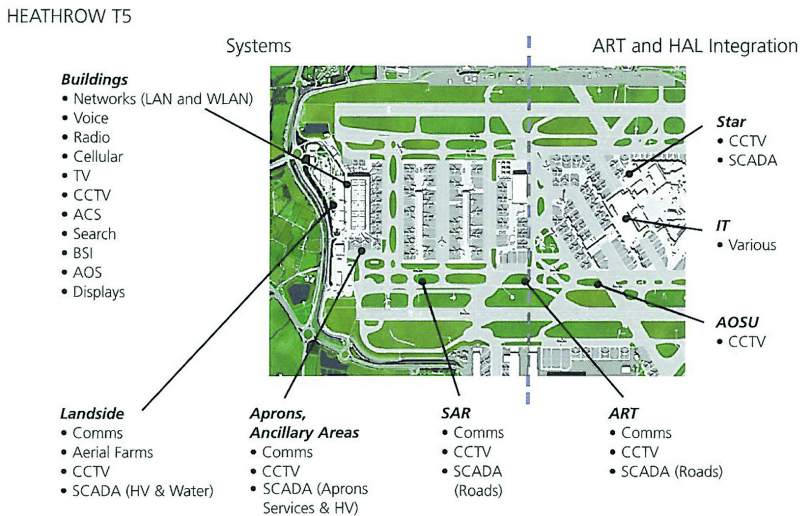 HEATHROW T5
Systems
ART and HAL Integration
Buildings
• Networks (LAN and WLAN)
• Voice
• Radio
• Cellular
• TV
• CCTV
• ACS
• Search
• BSI
• AOS
• Displays
Star
• CCTV
• SCADA
IT
• Various
AOSU
• CCTV
Landside
• Comms
• Aerial Farms
• CCTV
• SCADA (HV & Water)
Aprons,
Ancillary Areas
• Comms
• CCTV
• SCADA (Aprons
Services & HV)
SAR
• Comms
• CCTV
• SCADA
(Roads)
ART
• Comms
• CCTV
• SCADA (Roads)